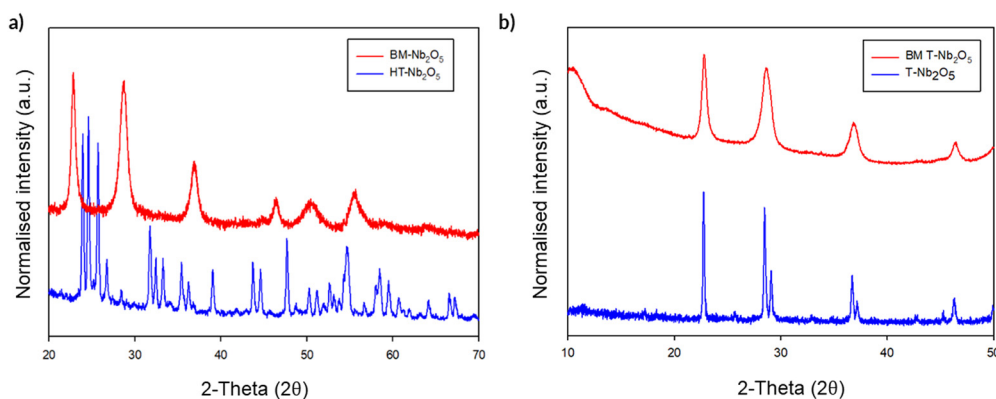 a)
Normalised intensity (a.u.)
BM-Nb₂O₅
HT-Nb₂O₅
20 30 40 50 60 70
2-Theta (2θ)
b)
Normalised intensity (a.u.)
BM T-Nb₂O₅
T-Nb₂O₅
10 20 30 40 50
2-Theta (2θ)